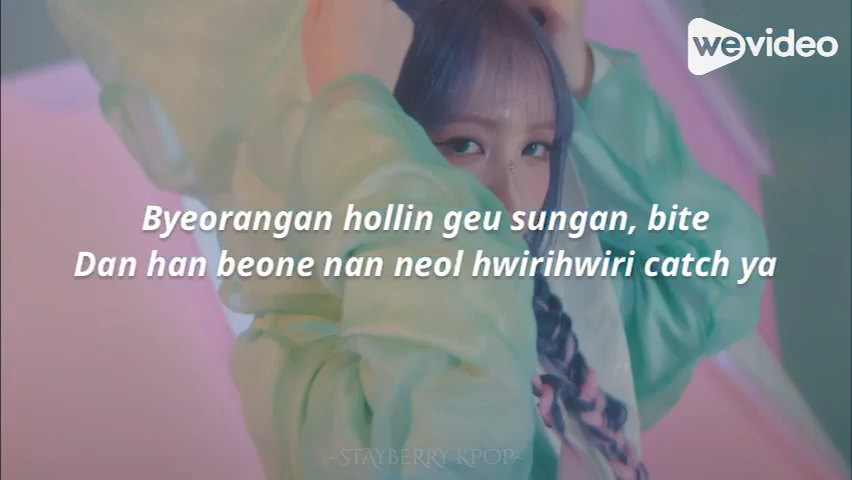 wevideo
Byeorangan hollin geu sungan, bite
Dan han beone nan neol hwirihwiri catch ya
~STAYBERRY KPOP~